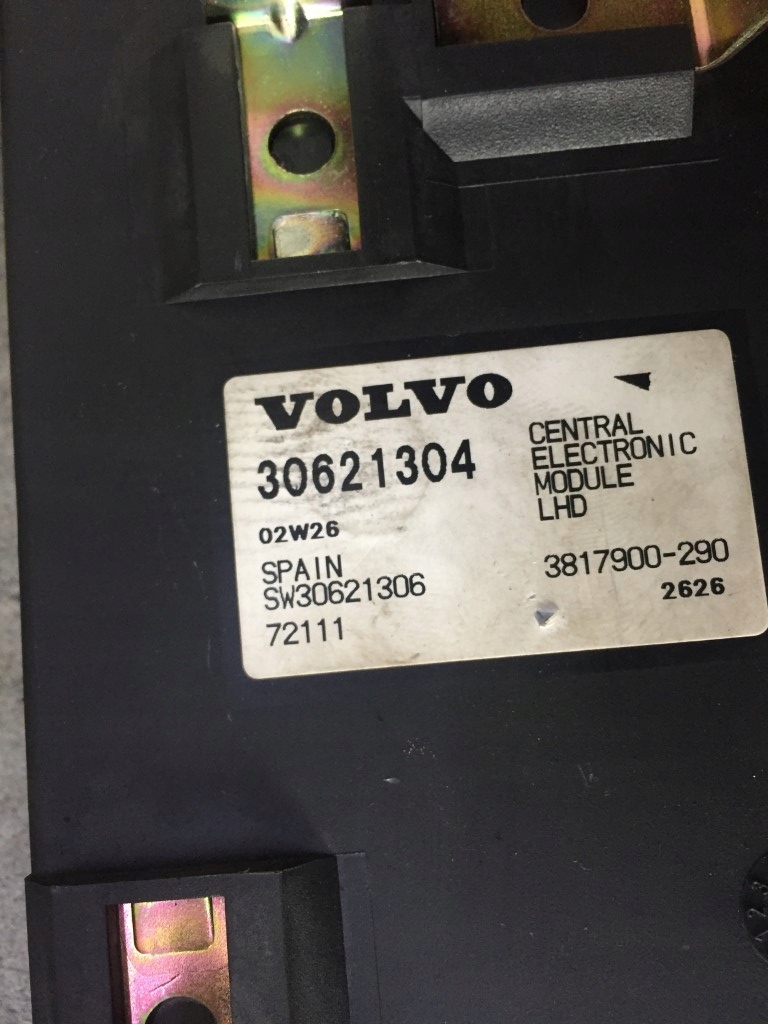 VOLVO
30621304
CENTRAL
ELECTRONIC
MODULE
LHD
02W26
SPAIN
SW30621306
72111
3817900-290
2626